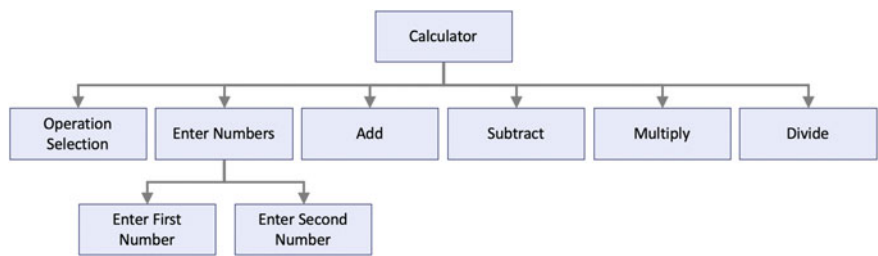 Calculator
Operation
Selection
Enter Numbers
Add
Subtract
Multiply
Divide
Enter First
Number
Enter Second
Number